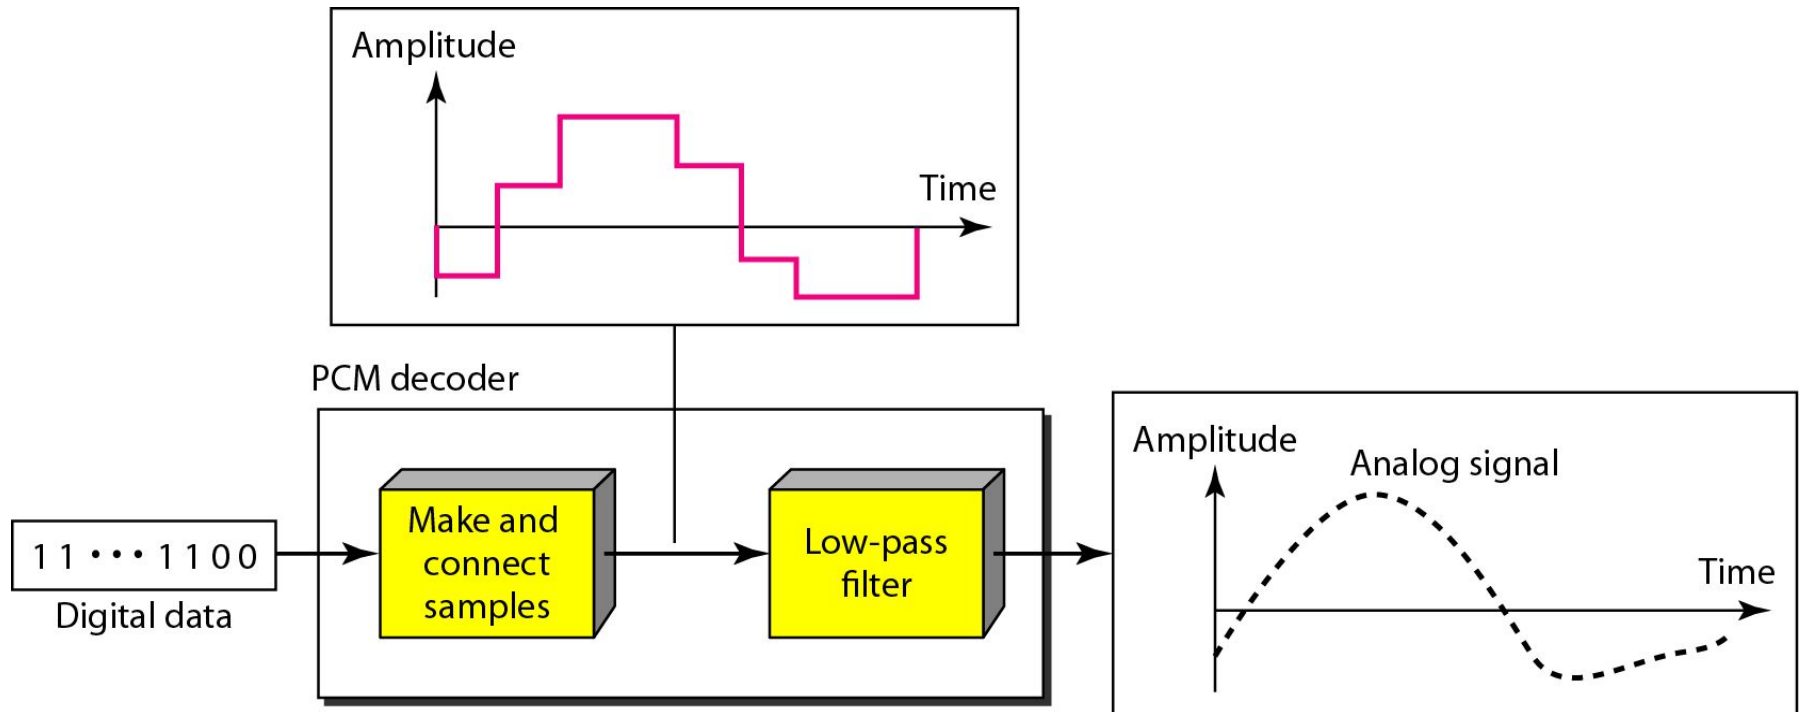 Amplitude
Time
PCM decoder
Make and
connect
samples
Low-pass
filter
11 ••• 1100
Digital data
Amplitude
Analog signal
Time